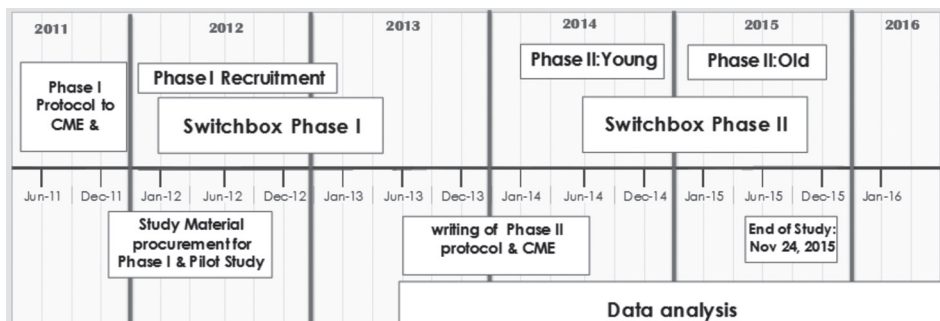 2011 2012 2013 2014 2015 2016
Phase I
Protocol to
CME &
Phase I Recruitment
Switchbox Phase I
Phase II:Young
Phase II:Old
Switchbox Phase II
Jun-11 Dec-11 Jan-12 Jun-12 Dec-12 Jan-13 Jun-13 Dec-13 Jan-14 Jun-14 Dec-14 Jan-15 Jun-15 Dec-15 Jan-16
Study Material
procurement for
Phase I & Pilot Study
writing of Phase II
protocol & CME
End of Study:
Nov 24, 2015
Data analysis